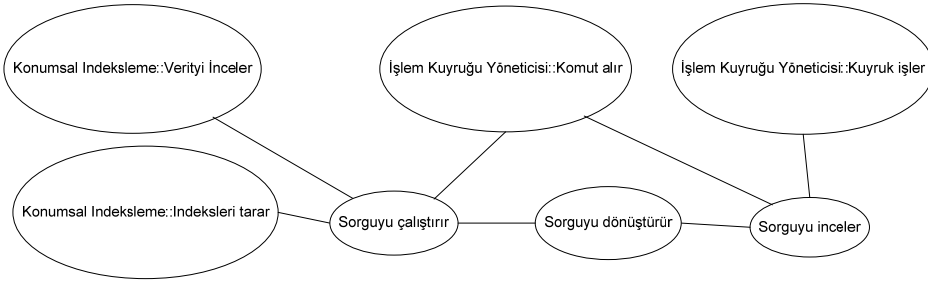 Konumsal Indeksleme::Verityi İnceler
İşlem Kuyruğu Yöneticisi::Komut alır
İşlem Kuyruğu Yöneticisi::Kuyruk işler
Konumsal Indeksleme::Indeksleri tarar
Sorguyu çalıştırır
Sorguyu dönüştürür
Sorguyu inceler